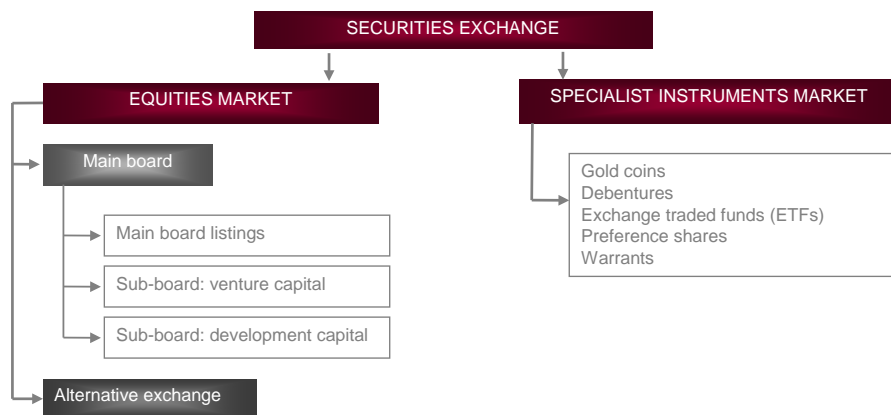 SECURITIES EXCHANGE
EQUITIES MARKET
SPECIALIST INSTRUMENTS MARKET
Main board
Main board listings
Sub-board: venture capital
Sub-board: development capital
Alternative exchange
Gold coins
Debentures
Exchange traded funds (ETFs)
Preference shares
Warrants